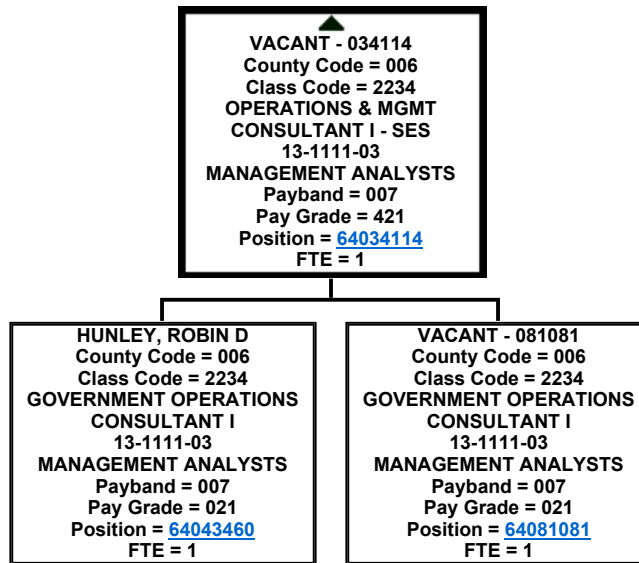 VACANT - 034114
County Code = 006
Class Code = 2234
OPERATIONS & MGMT
CONSULTANT I - SES
13-1111-03
MANAGEMENT ANALYSTS
Payband = 007
Pay Grade = 421
Position = 64034114
FTE = 1
HUNLEY, ROBIN D
County Code = 006
Class Code = 2234
GOVERNMENT OPERATIONS
CONSULTANT I
13-1111-03
MANAGEMENT ANALYSTS
Payband = 007
Pay Grade = 021
Position = 64043460
FTE = 1
VACANT - 081081
County Code = 006
Class Code = 2234
GOVERNMENT OPERATIONS
CONSULTANT I
13-1111-03
MANAGEMENT ANALYSTS
Payband = 007
Pay Grade = 021
Position = 64081081
FTE = 1